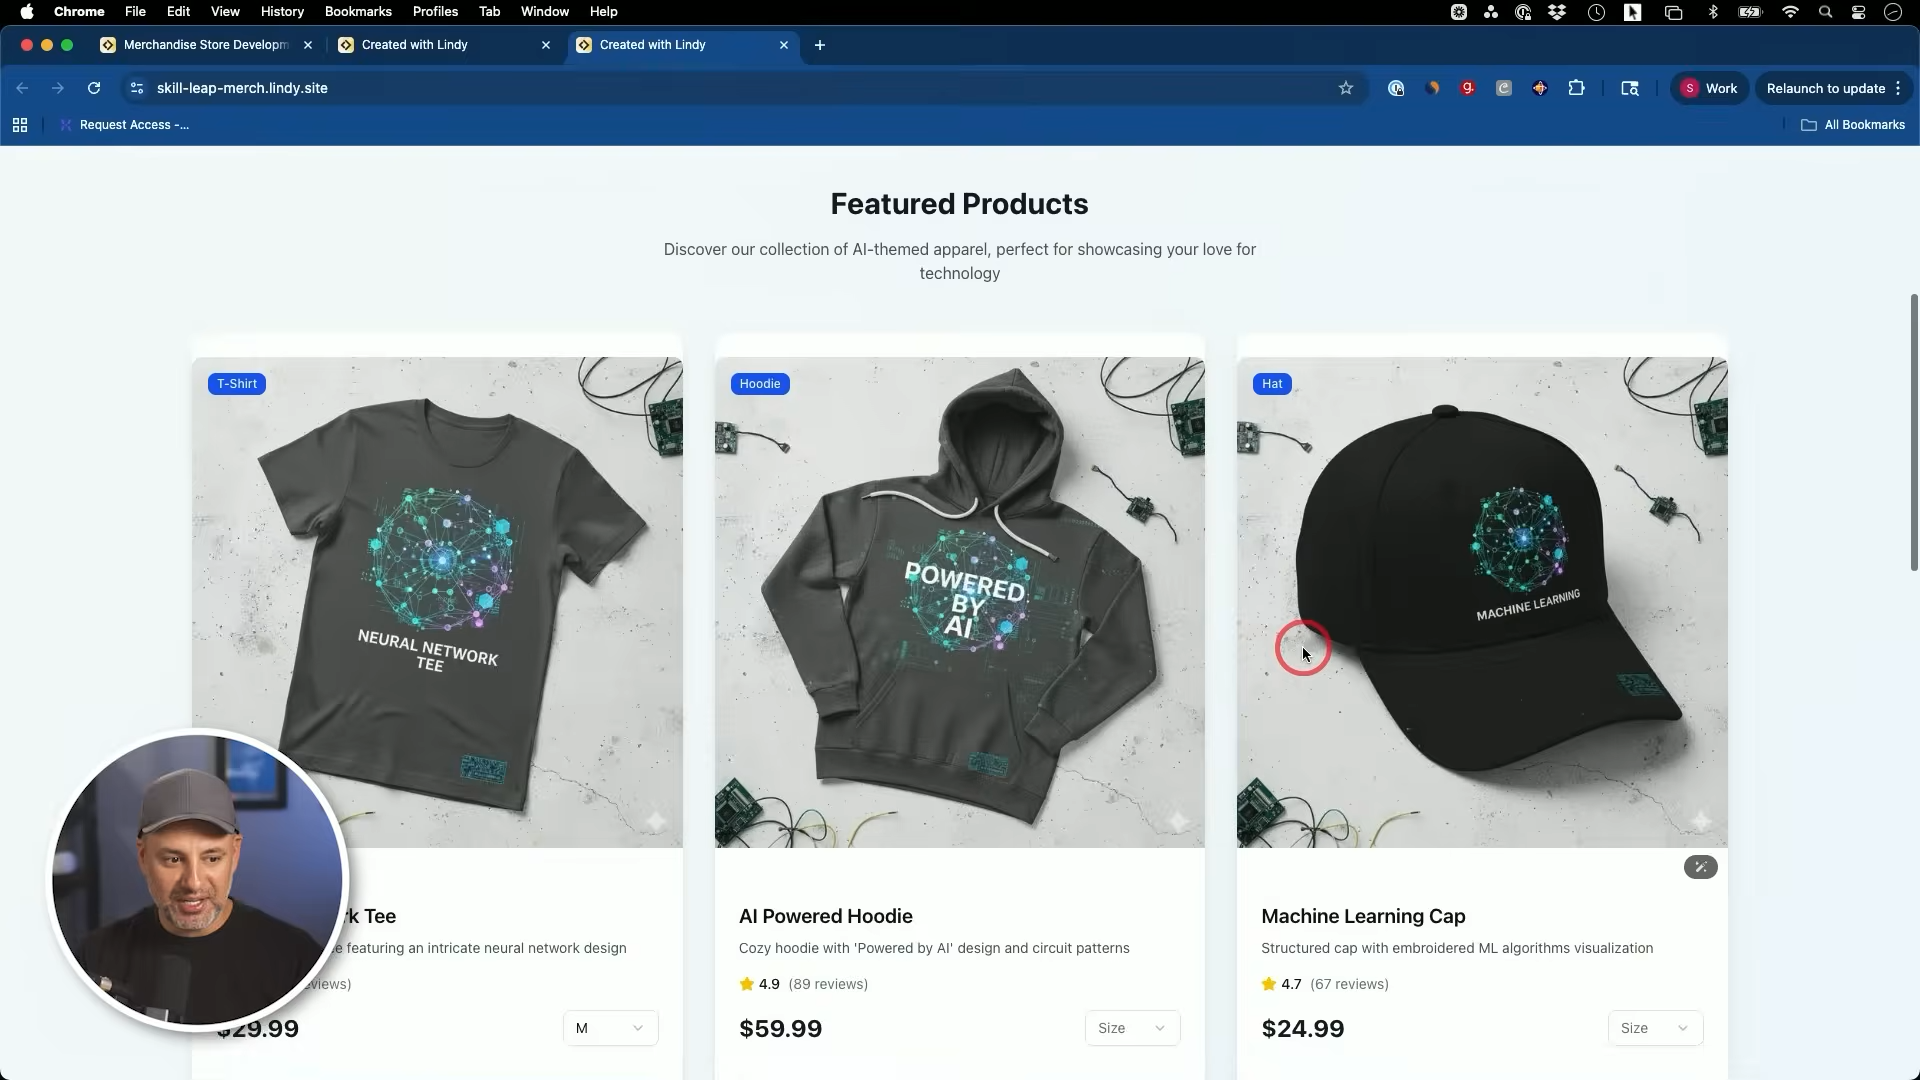 Chrome File Edit View History Bookmarks Profiles Tab Window Help
Merchandise Store Developm
Created with Lindy
Created with Lindy
skill-leap-merch.lindy.site
S Work
Relaunch to update
Request Access -...
All Bookmarks
Featured Products
Discover our collection of AI-themed apparel, perfect for showcasing your love for
technology
T-Shirt
NEURAL NETWORK
TEE
Hoodie
POWERED
BY
AI
Hat
MACHINE LEARNING
rk Tee
e featuring an intricate neural network design
eviews)
$29.99
M
AI Powered Hoodie
Cozy hoodie with 'Powered by AI' design and circuit patterns
4.9 (89 reviews)
$59.99
Size
Machine Learning Cap
Structured cap with embroidered ML algorithms visualization
4.7 (67 reviews)
$24.99
Size